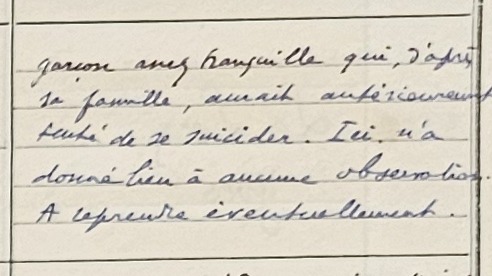 garçon assez tranquille qui, d'après
sa famille, aurait antérieurement
tenté de se suicider. Ici n'a
donné lieu à aucune observation.
A reprendre éventuellement.